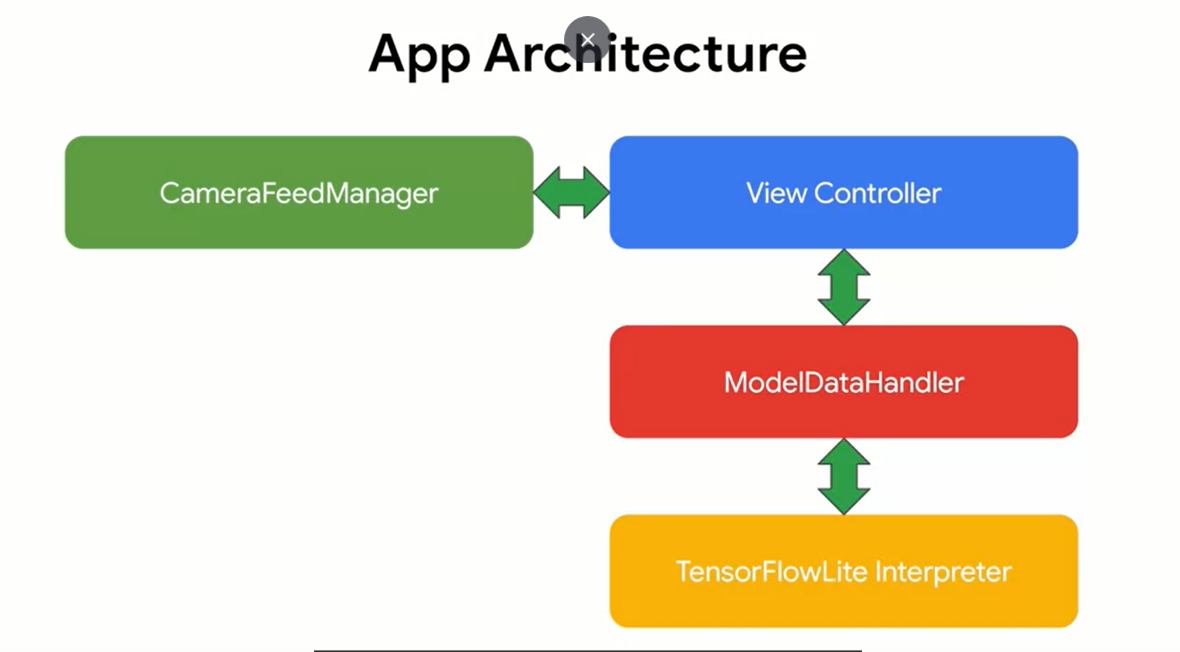 App Architecture
CameraFeedManager
View Controller
ModelDataHandler
TensorFlowLite Interpreter